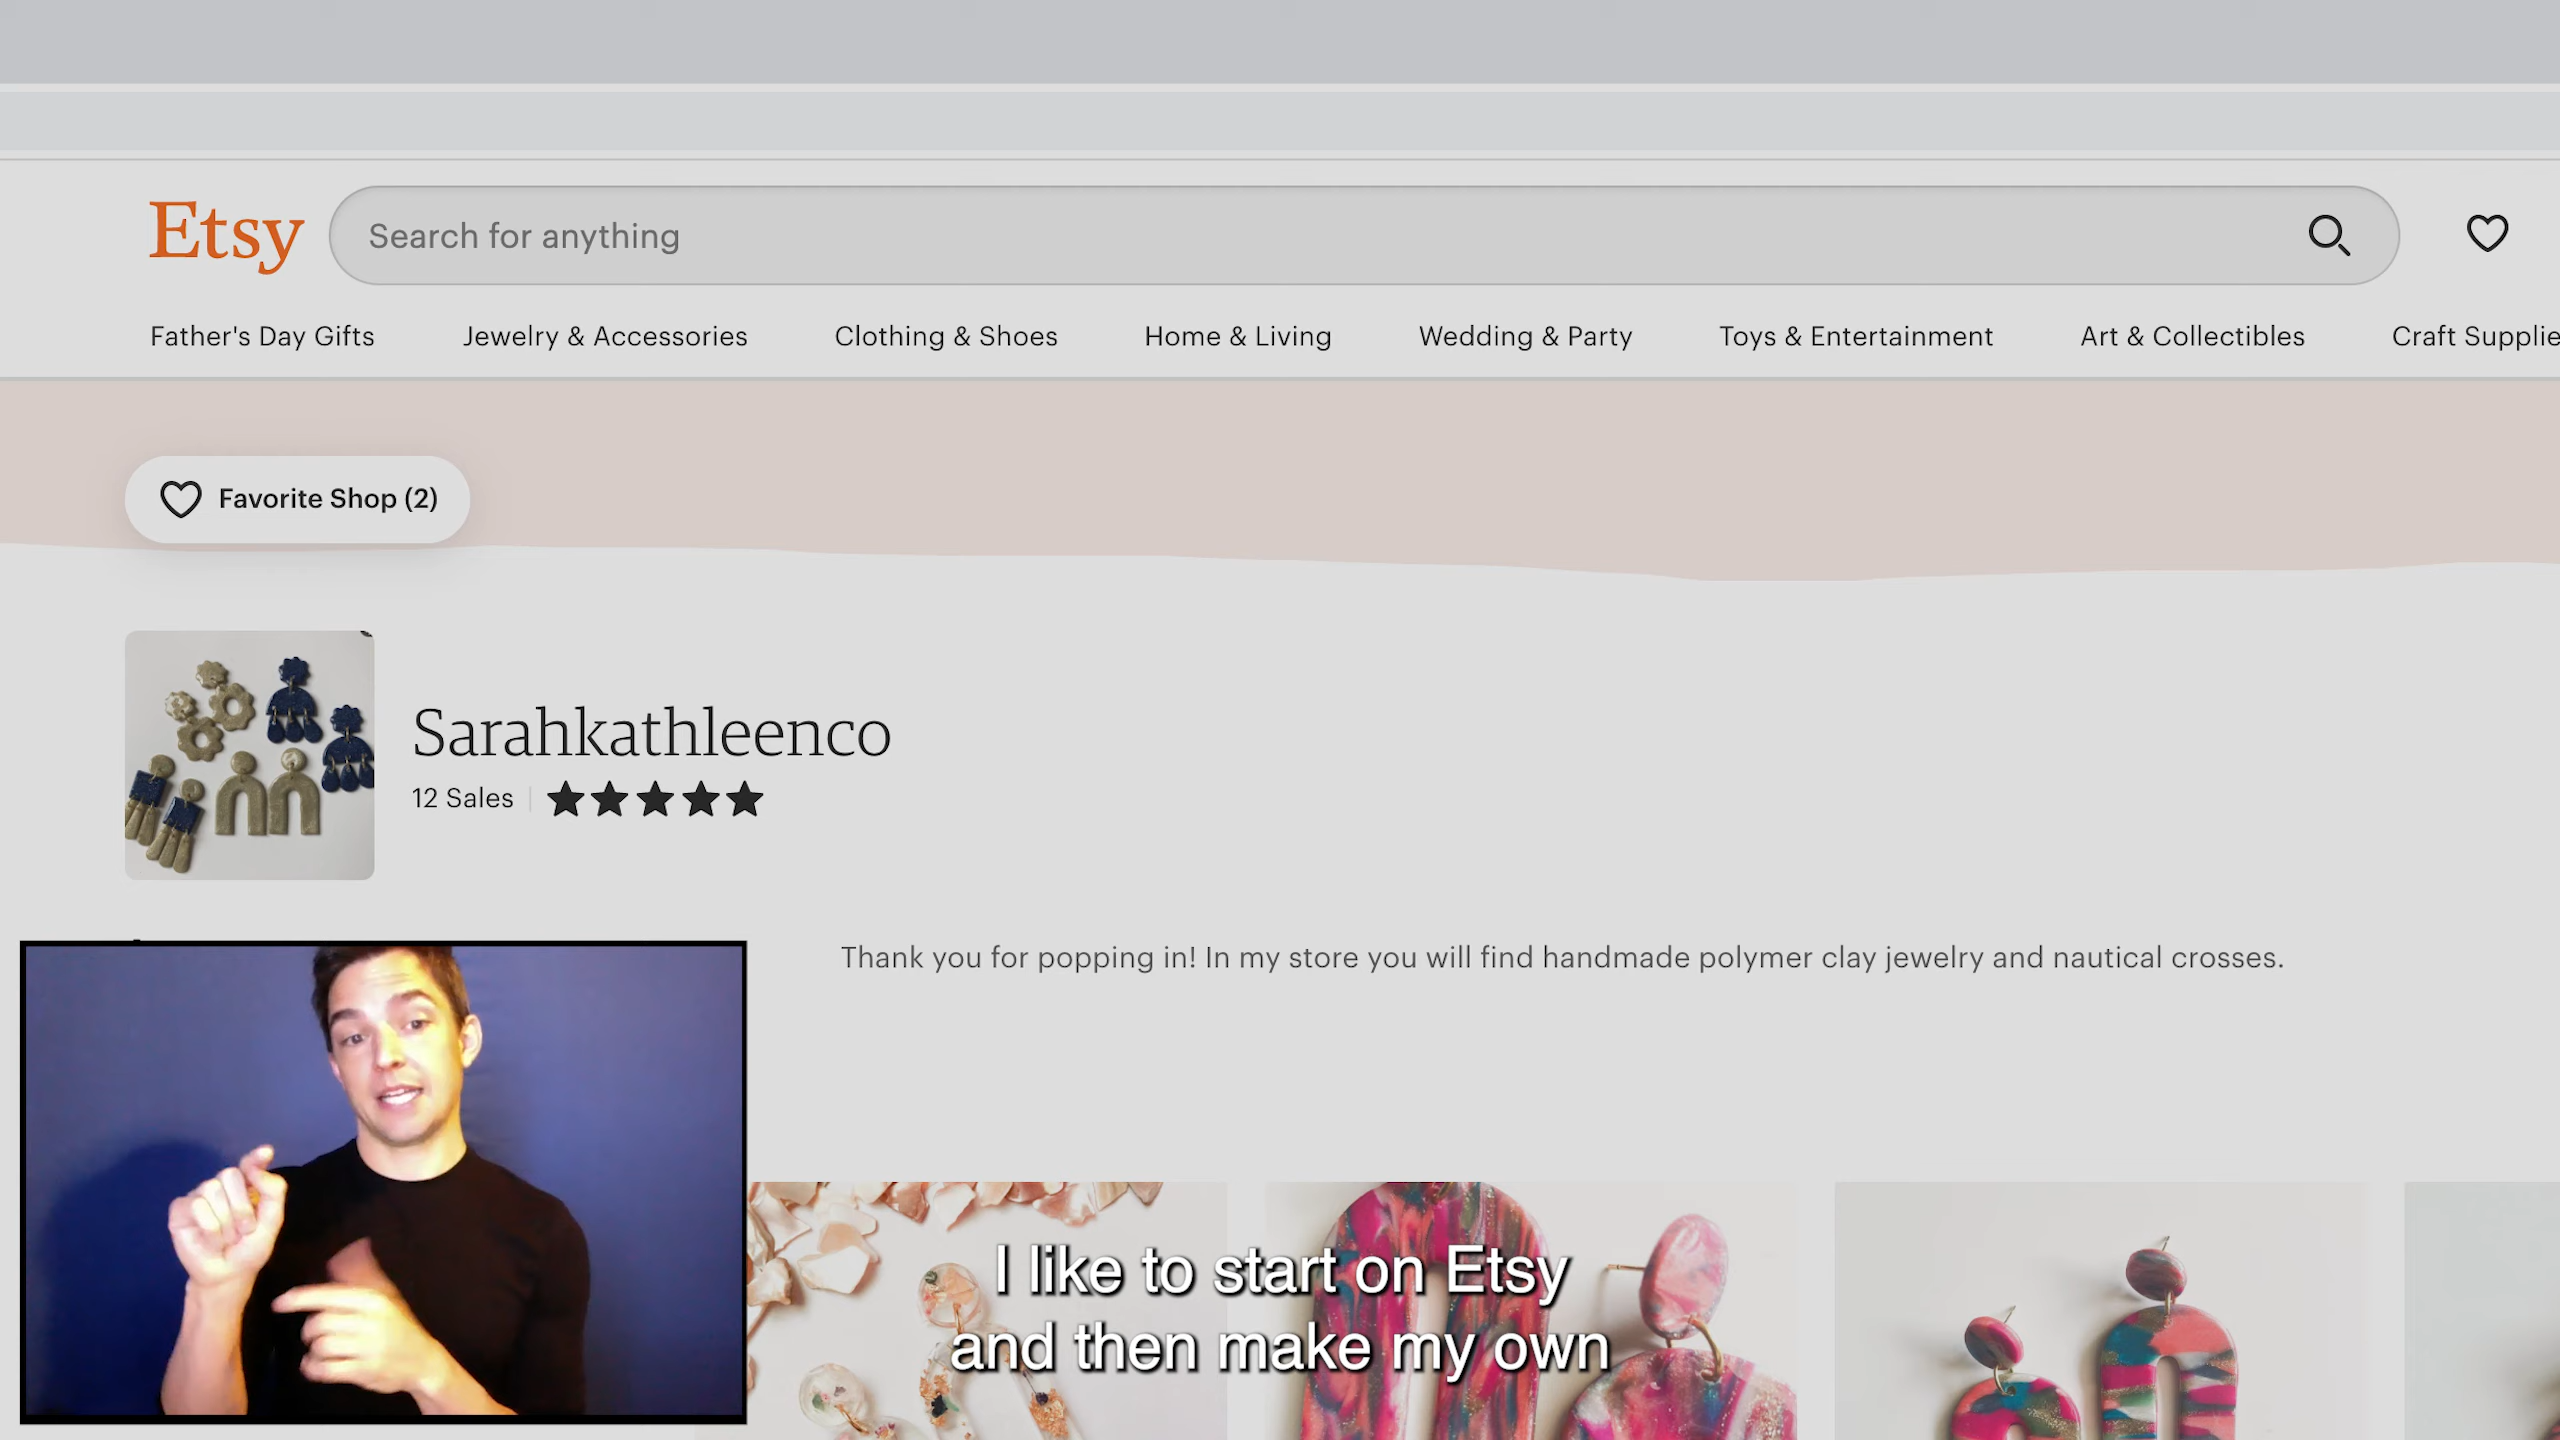 Etsy
Search for anything
Father's Day Gifts Jewelry & Accessories Clothing & Shoes Home & Living Wedding & Party Toys & Entertainment Art & Collectibles Craft Supplie
Favorite Shop (2)
Sarahkathleenco
12 Sales
Thank you for popping in! In my store you will find handmade polymer clay jewelry and nautical crosses.
I like to start on Etsy
and then make my own